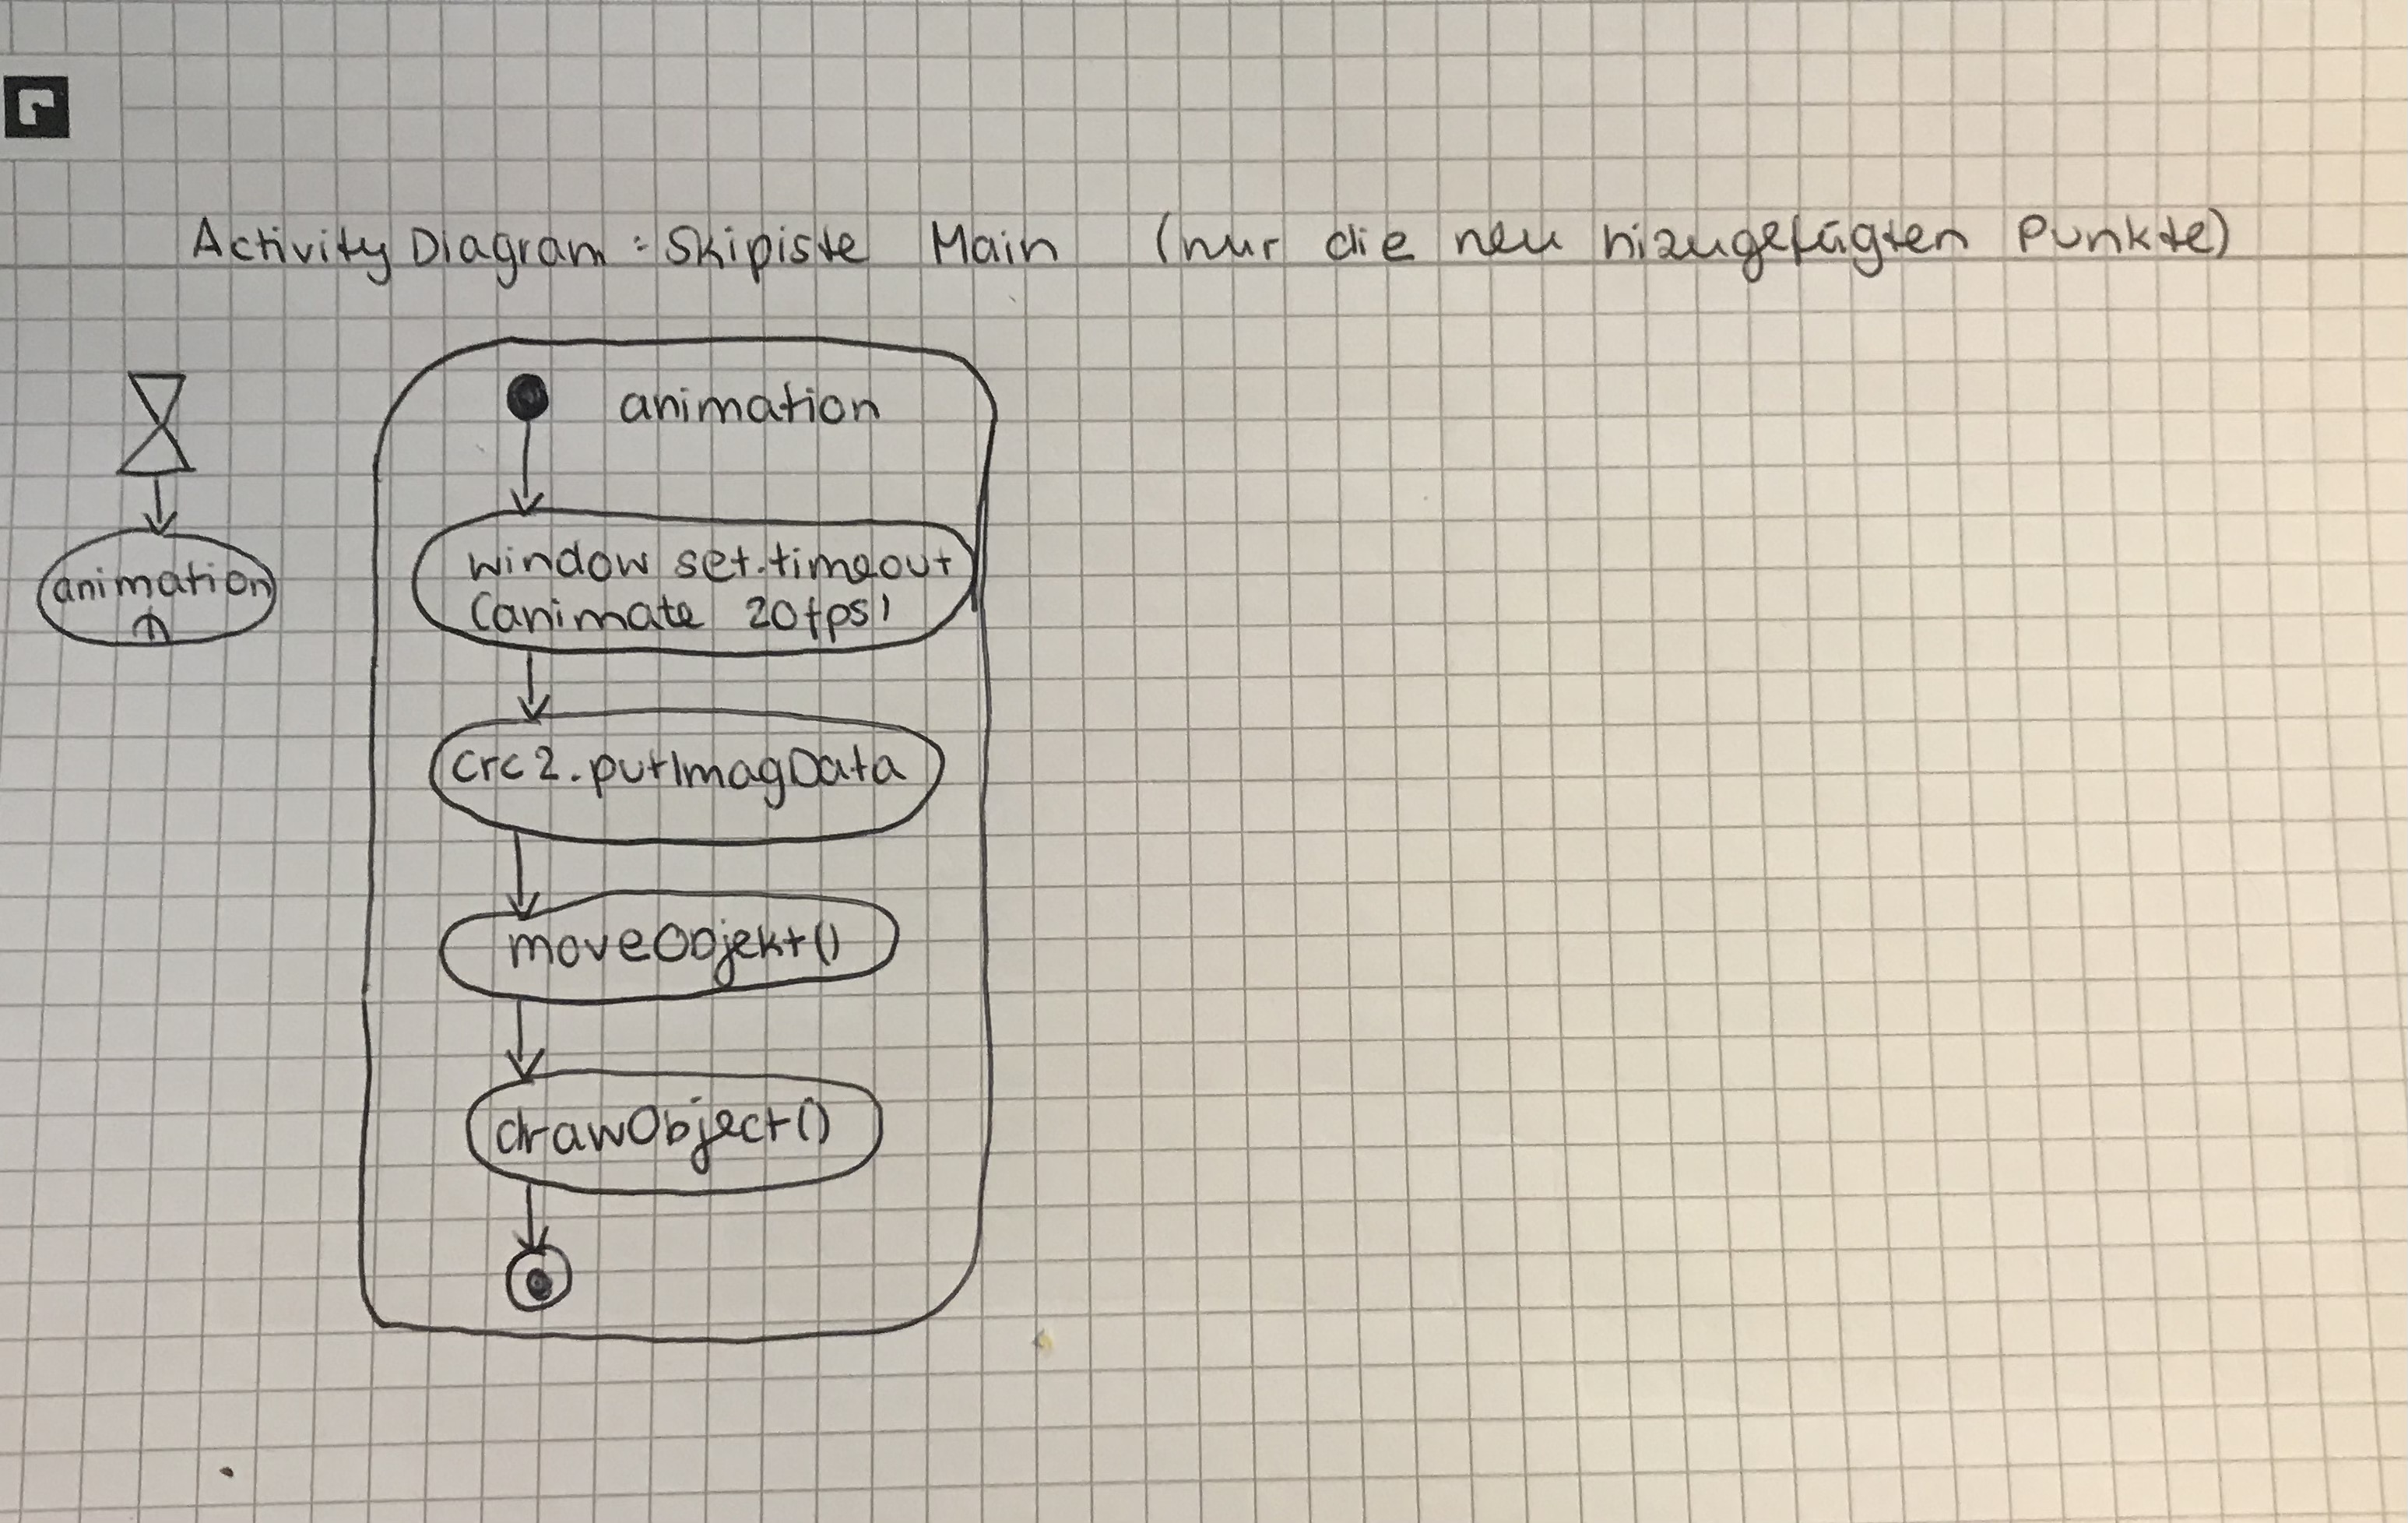 Activity Diagram : Skipiste Main (nur die neu hizugefügten Punkte)
animation
animation
window set.timeout
(animate 20fps)
crc2.putImagData
moveObjekt()
drawObject()